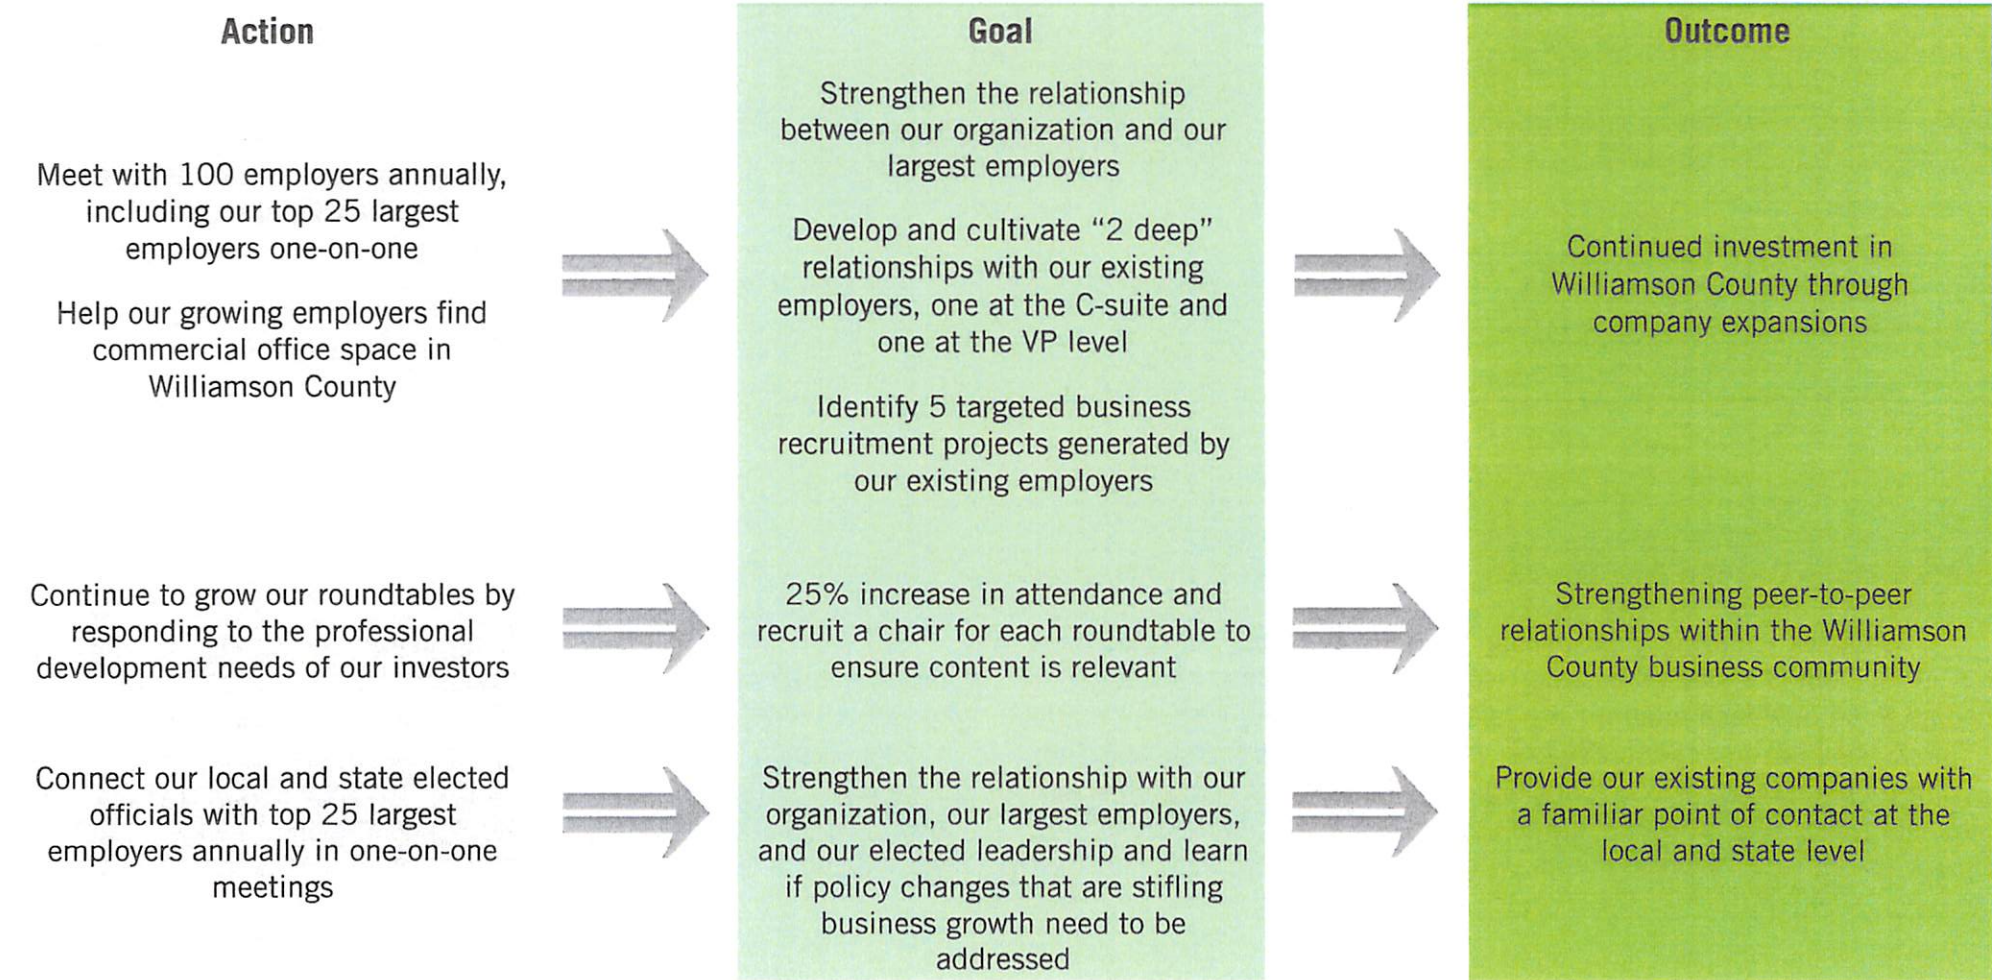 Action
Goal
Outcome
Meet with 100 employers annually,
including our top 25 largest
employers one-on-one
Help our growing employers find
commercial office space in
Williamson County
Strengthen the relationship
between our organization and our
largest employers
Develop and cultivate “2 deep”
relationships with our existing
employers, one at the C-suite and
one at the VP level
Identify 5 targeted business
recruitment projects generated by
our existing employers
Continued investment in
Williamson County through
company expansions
Continue to grow our roundtables by
responding to the professional
development needs of our investors
25% increase in attendance and
recruit a chair for each roundtable to
ensure content is relevant
Strengthening peer-to-peer
relationships within the Williamson
County business community
Connect our local and state elected
officials with top 25 largest
employers annually in one-on-one
meetings
Strengthen the relationship with our
organization, our largest employers,
and our elected leadership and learn
if policy changes that are stifling
business growth need to be
addressed
Provide our existing companies with
a familiar point of contact at the
local and state level